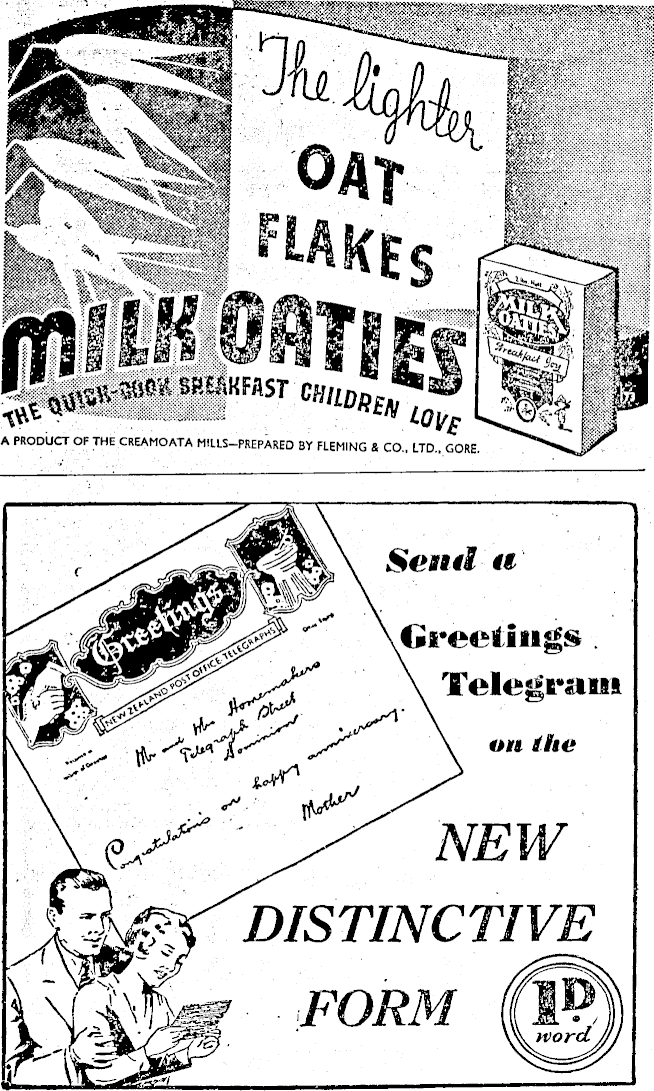 The lighter
OAT
FLAKES
MILK OATIES
THE QUICK-COOK BREAKFAST CHILDREN LOVE
A PRODUCT OF THE CREAMOATA MILLS—PREPARED BY FLEMING & CO., LTD., GORE.
MILK
OATIES
Breakfast Joy
Send a
Greetings
Telegram
on the
NEW
DISTINCTIVE
FORM
1D.
word
Greetings
NEW ZEALAND POST OFFICE TELEGRAPHS
Mr and Mrs Homemakers
Telegraph Street
Dominion
Congratulations on happy anniversary.
Mother